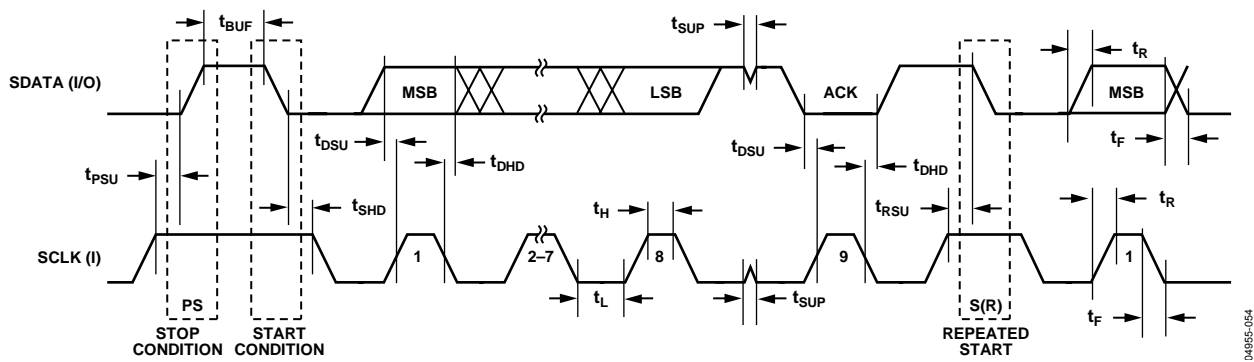 tBUF
tSUP
tR
SDATA (I/O)
MSB
LSB
ACK
MSB
tDSU
tDHD
tDSU
tDHD
tF
tPSU
tSHD
tH
tRSU
tR
SCLK (I)
1
2–7
8
9
1
PS
tL
tSUP
S(R)
tF
STOP
CONDITION
START
CONDITION
REPEATED
START
04955-054